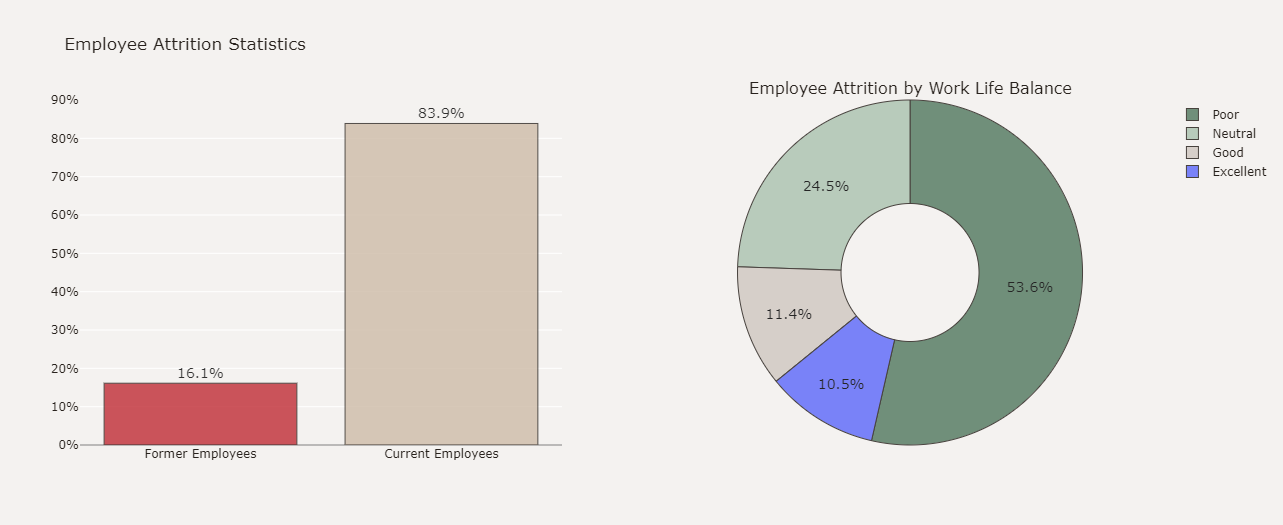 Employee Attrition Statistics
90%
80%
70%
60%
50%
40%
30%
20%
10%
0%
16.1%
83.9%
Former Employees
Current Employees
Employee Attrition by Work Life Balance
53.6%
24.5%
11.4%
10.5%
Poor
Neutral
Good
Excellent